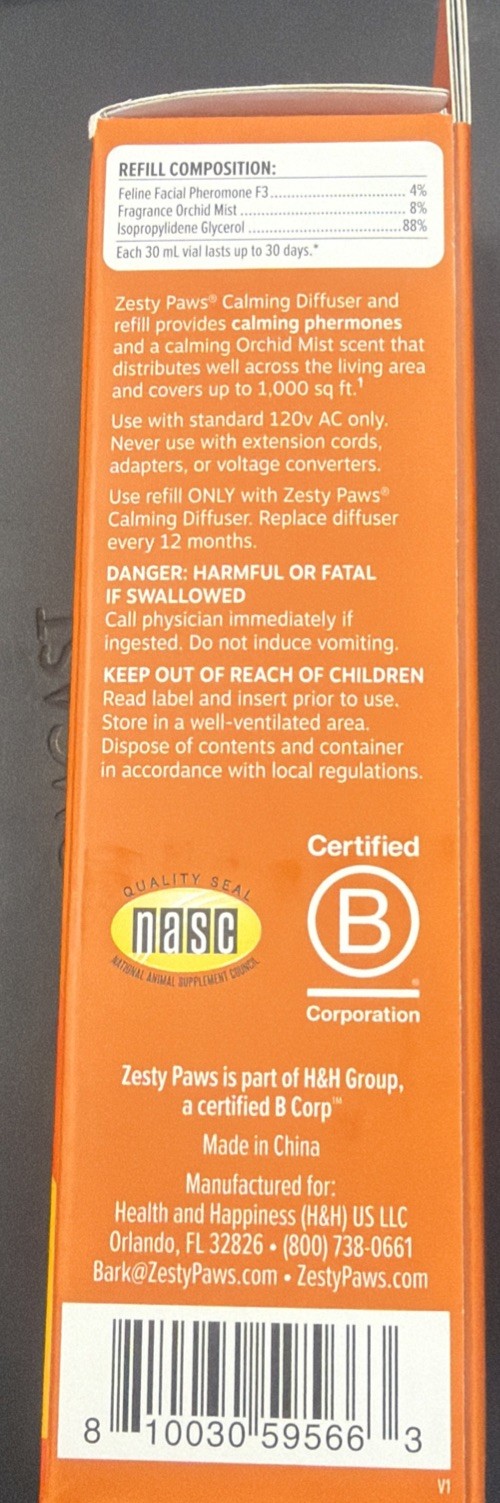 REFILL COMPOSITION:
Feline Facial Pheromone F3 4%
Fragrance Orchid Mist 8%
Isopropylidene Glycerol 88%
Each 30 mL vial lasts up to 30 days.*
Zesty Paws® Calming Diffuser and
refill provides calming phermones
and a calming Orchid Mist scent that
distributes well across the living area
and covers up to 1,000 sq ft.¹
Use with standard 120v AC only.
Never use with extension cords,
adapters, or voltage converters.
Use refill ONLY with Zesty Paws®
Calming Diffuser. Replace diffuser
every 12 months.
DANGER: HARMFUL OR FATAL
IF SWALLOWED
Call physician immediately if
ingested. Do not induce vomiting.
KEEP OUT OF REACH OF CHILDREN
Read label and insert prior to use.
Store in a well-ventilated area.
Dispose of contents and container
in accordance with local regulations.
QUALITY SEAL
nasc
NATIONAL ANIMAL SUPPLEMENT COUNCIL
Certified
B
®
Corporation
Zesty Paws is part of H&H Group,
a certified B Corp™
Made in China
Manufactured for:
Health and Happiness (H&H) US LLC
Orlando, FL 32826 • (800) 738-0661
Bark@ZestyPaws.com • ZestyPaws.com
8 10030 59566 3
V1